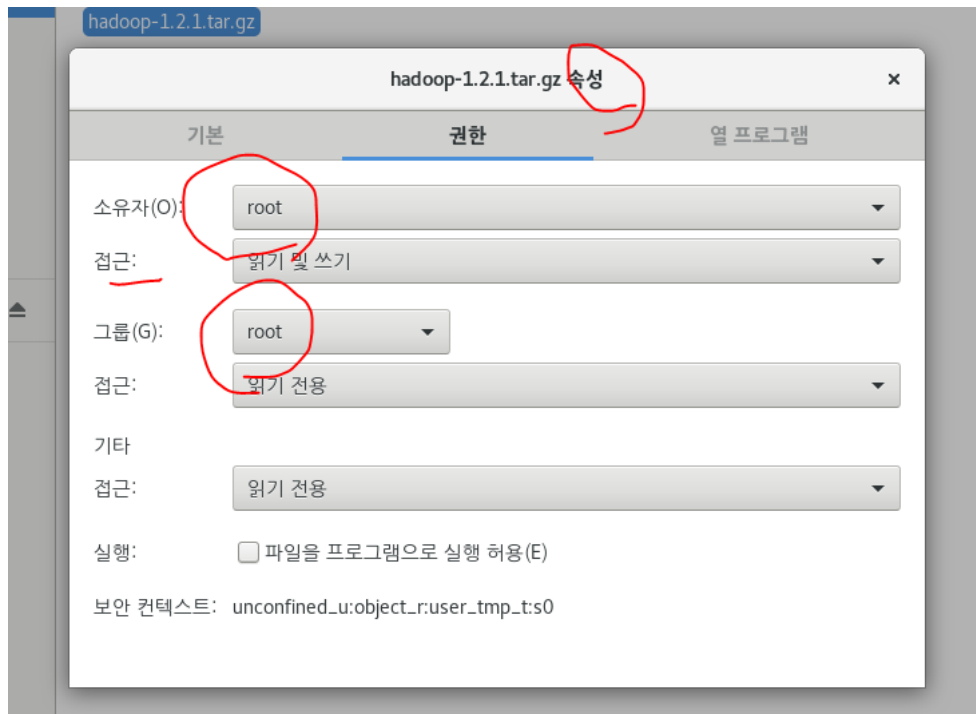 hadoop-1.2.1.tar.gz
hadoop-1.2.1.tar.gz 속성
×
기본 권한 열 프로그램
소유자(O): root
접근: 읽기 및 쓰기
그룹(G): root
접근: 읽기 전용
기타
접근: 읽기 전용
실행: 파일을 프로그램으로 실행 허용(E)
보안 컨텍스트: unconfined_u:object_r:user_tmp_t:s0